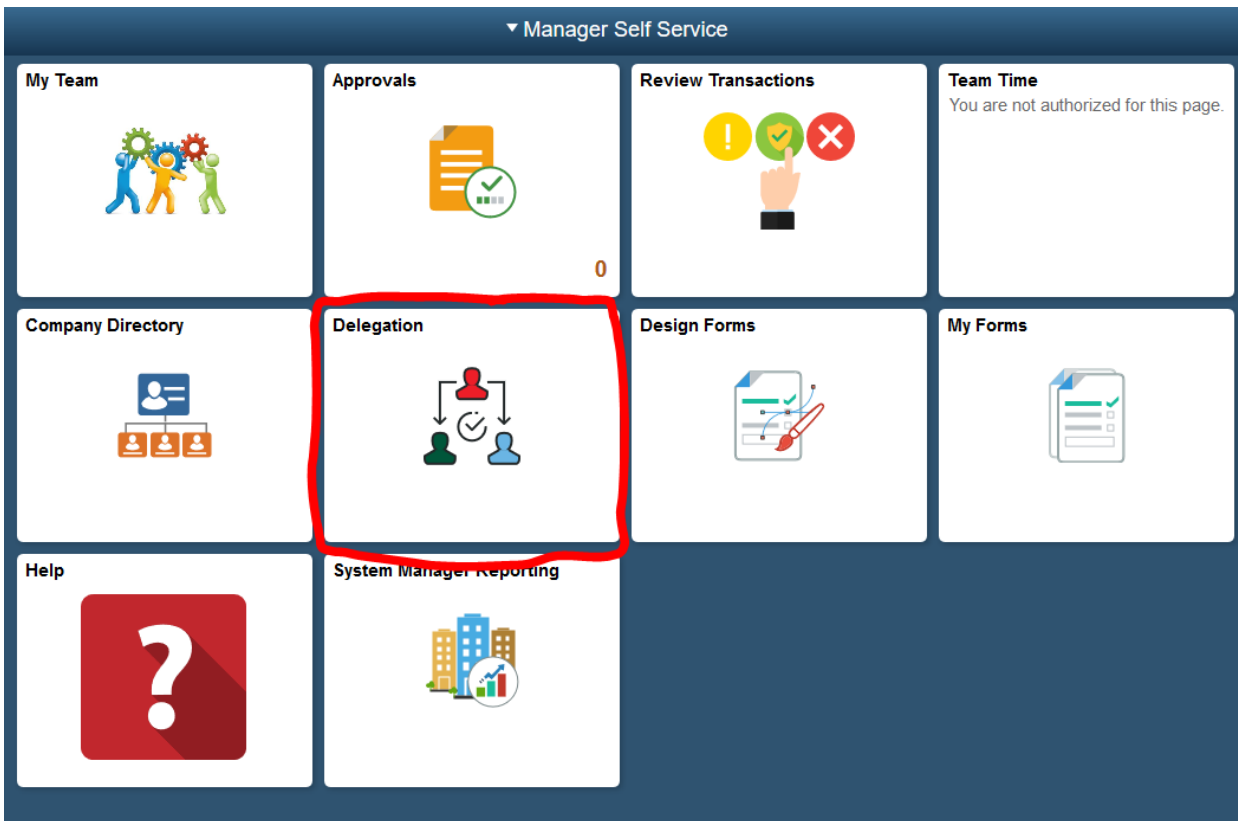 Manager Self Service
My Team
Approvals
Review Transactions
Team Time
You are not authorized for this page.
0
Company Directory
Delegation
Design Forms
My Forms
Help
System Manager Reporting